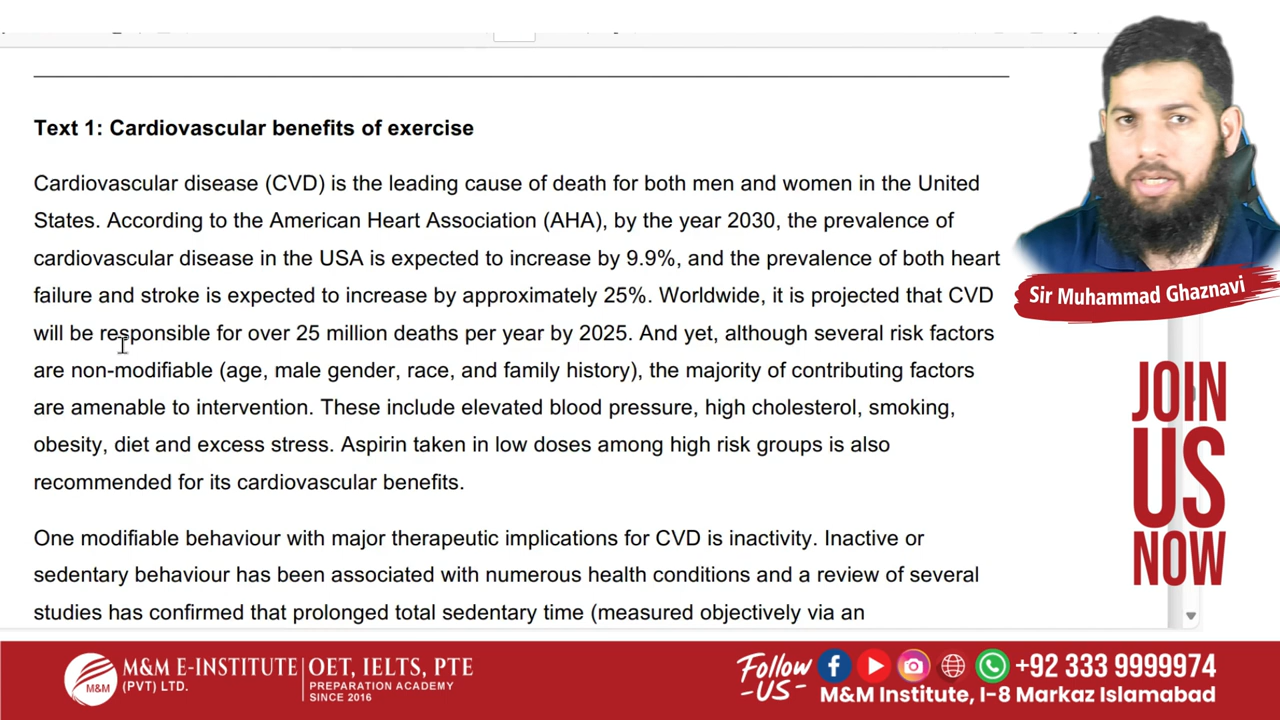 Text 1: Cardiovascular benefits of exercise
Cardiovascular disease (CVD) is the leading cause of death for both men and women in the United
States. According to the American Heart Association (AHA), by the year 2030, the prevalence of
cardiovascular disease in the USA is expected to increase by 9.9%, and the prevalence of both heart
failure and stroke is expected to increase by approximately 25%. Worldwide, it is projected that CVD
will be responsible for over 25 million deaths per year by 2025. And yet, although several risk factors
are non-modifiable (age, male gender, race, and family history), the majority of contributing factors
are amenable to intervention. These include elevated blood pressure, high cholesterol, smoking,
obesity, diet and excess stress. Aspirin taken in low doses among high risk groups is also
recommended for its cardiovascular benefits.
One modifiable behaviour with major therapeutic implications for CVD is inactivity. Inactive or
sedentary behaviour has been associated with numerous health conditions and a review of several
studies has confirmed that prolonged total sedentary time (measured objectively via an
Sir Muhammad Ghaznavi
JOIN
US
NOW
M&M
M&M E-INSTITUTE
(PVT) LTD.
OET, IELTS, PTE
PREPARATION ACADEMY
SINCE 2016
Follow
-US-
+92 333 9999974
M&M Institute, I-8 Markaz Islamabad